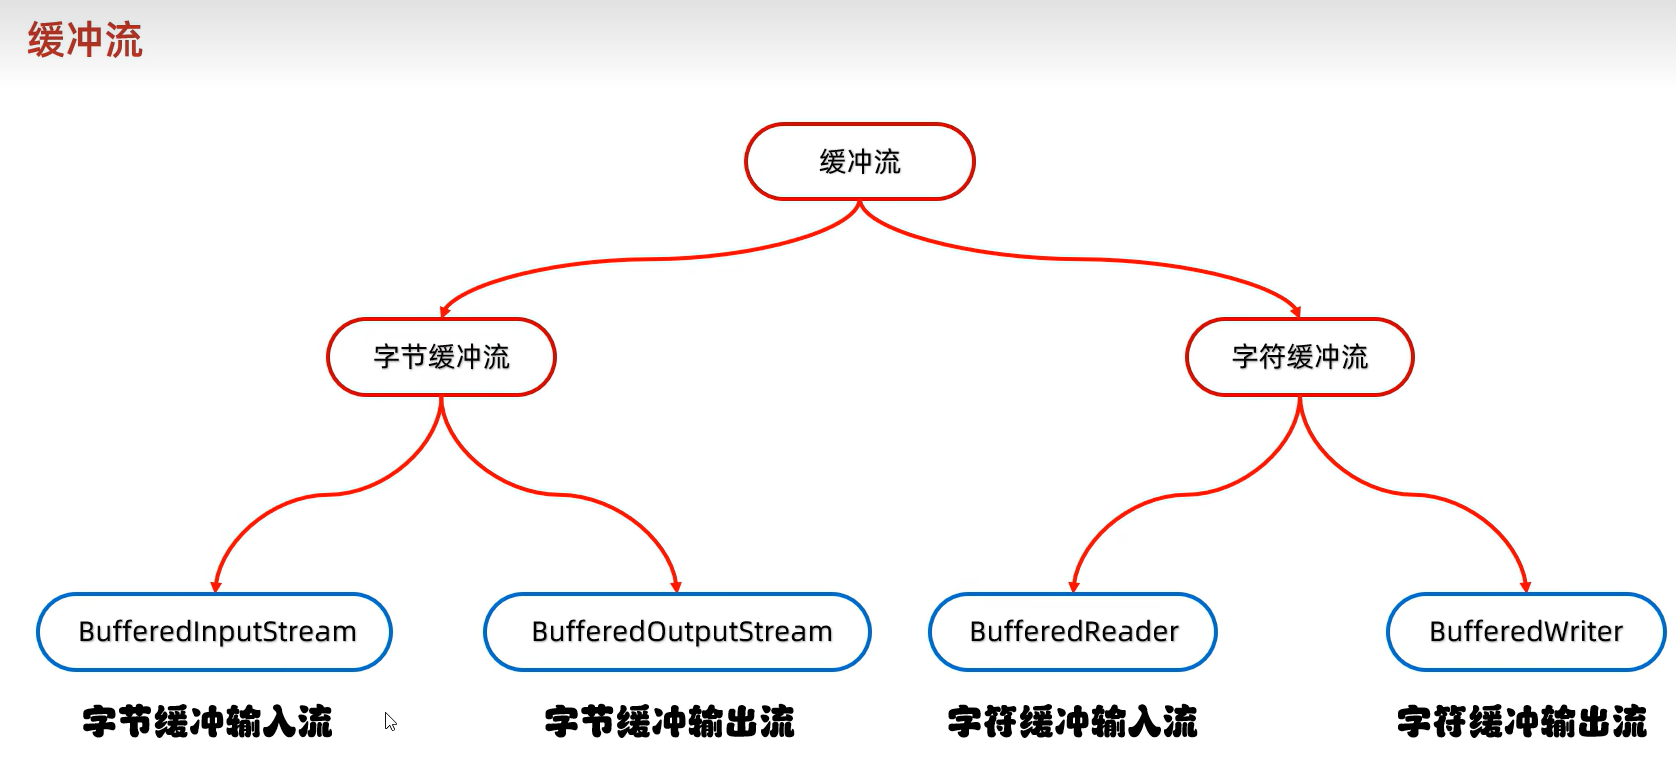 缓冲流
缓冲流
字节缓冲流
字符缓冲流
BufferedInputStream
BufferedOutputStream
BufferedReader
BufferedWriter
字节缓冲输入流
字节缓冲输出流
字符缓冲输入流
字符缓冲输出流